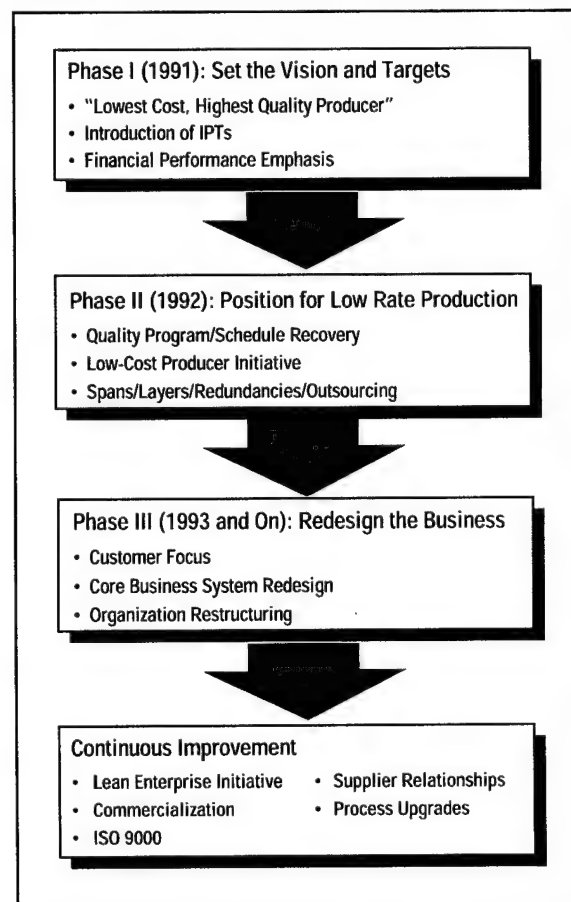 Phase I (1991): Set the Vision and Targets
• "Lowest Cost, Highest Quality Producer"
• Introduction of IPTs
• Financial Performance Emphasis
Phase II (1992): Position for Low Rate Production
• Quality Program/Schedule Recovery
• Low-Cost Producer Initiative
• Spans/Layers/Redundancies/Outsourcing
Phase III (1993 and On): Redesign the Business
• Customer Focus
• Core Business System Redesign
• Organization Restructuring
Continuous Improvement
• Lean Enterprise Initiative
• Commercialization
• ISO 9000
• Supplier Relationships
• Process Upgrades